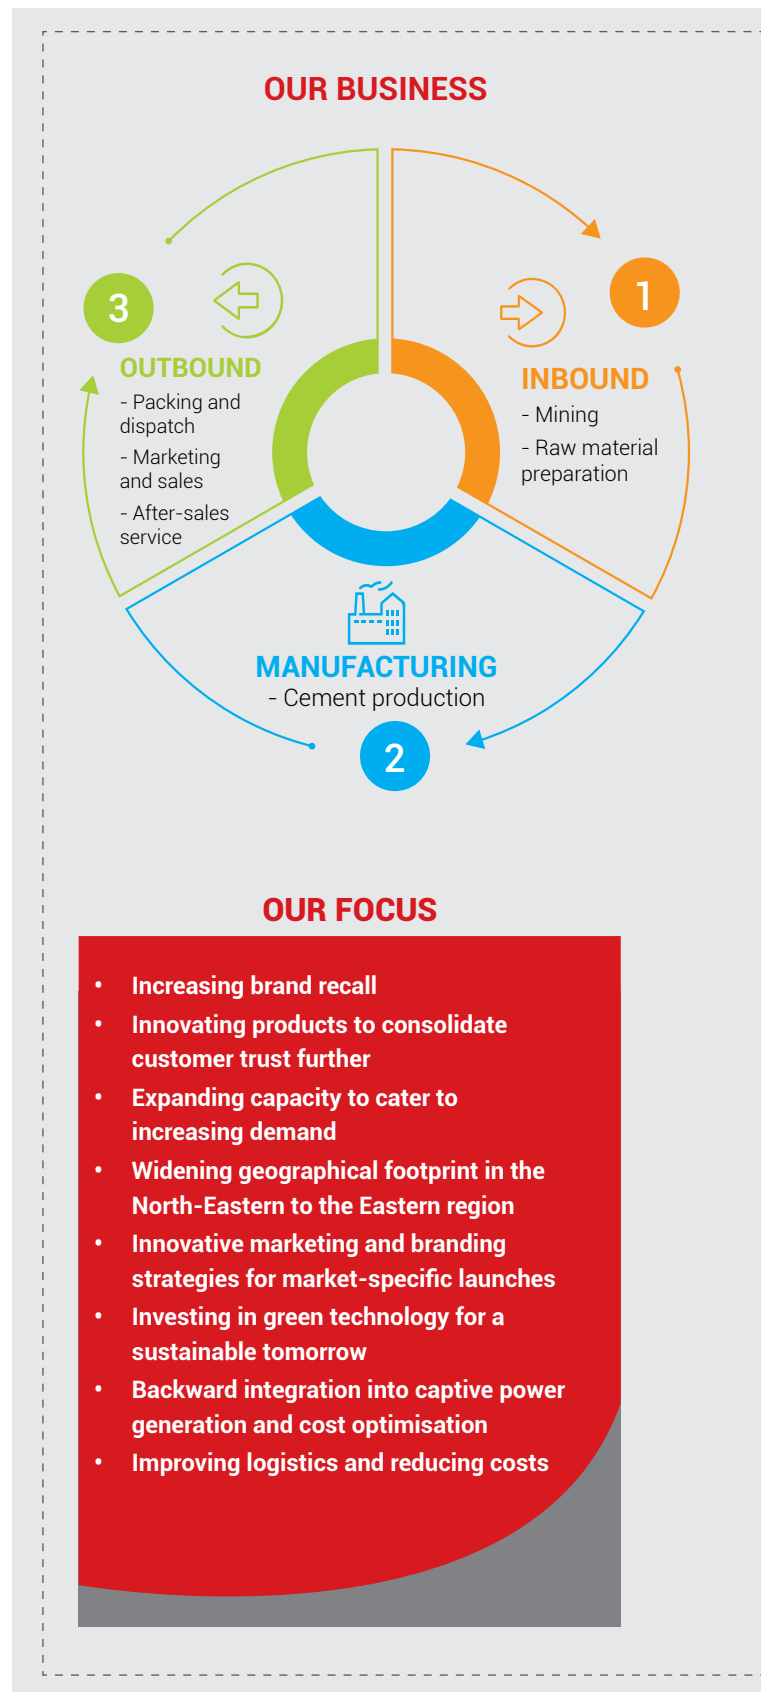 OUR BUSINESS
1
INBOUND
- Mining
- Raw material
preparation
MANUFACTURING
- Cement production
2
3
OUTBOUND
- Packing and
dispatch
- Marketing
and sales
- After-sales
service
OUR FOCUS
• Increasing brand recall
• Innovating products to consolidate
customer trust further
• Expanding capacity to cater to
increasing demand
• Widening geographical footprint in the
North-Eastern to the Eastern region
• Innovative marketing and branding
strategies for market-specific launches
• Investing in green technology for a
sustainable tomorrow
• Backward integration into captive power
generation and cost optimisation
• Improving logistics and reducing costs